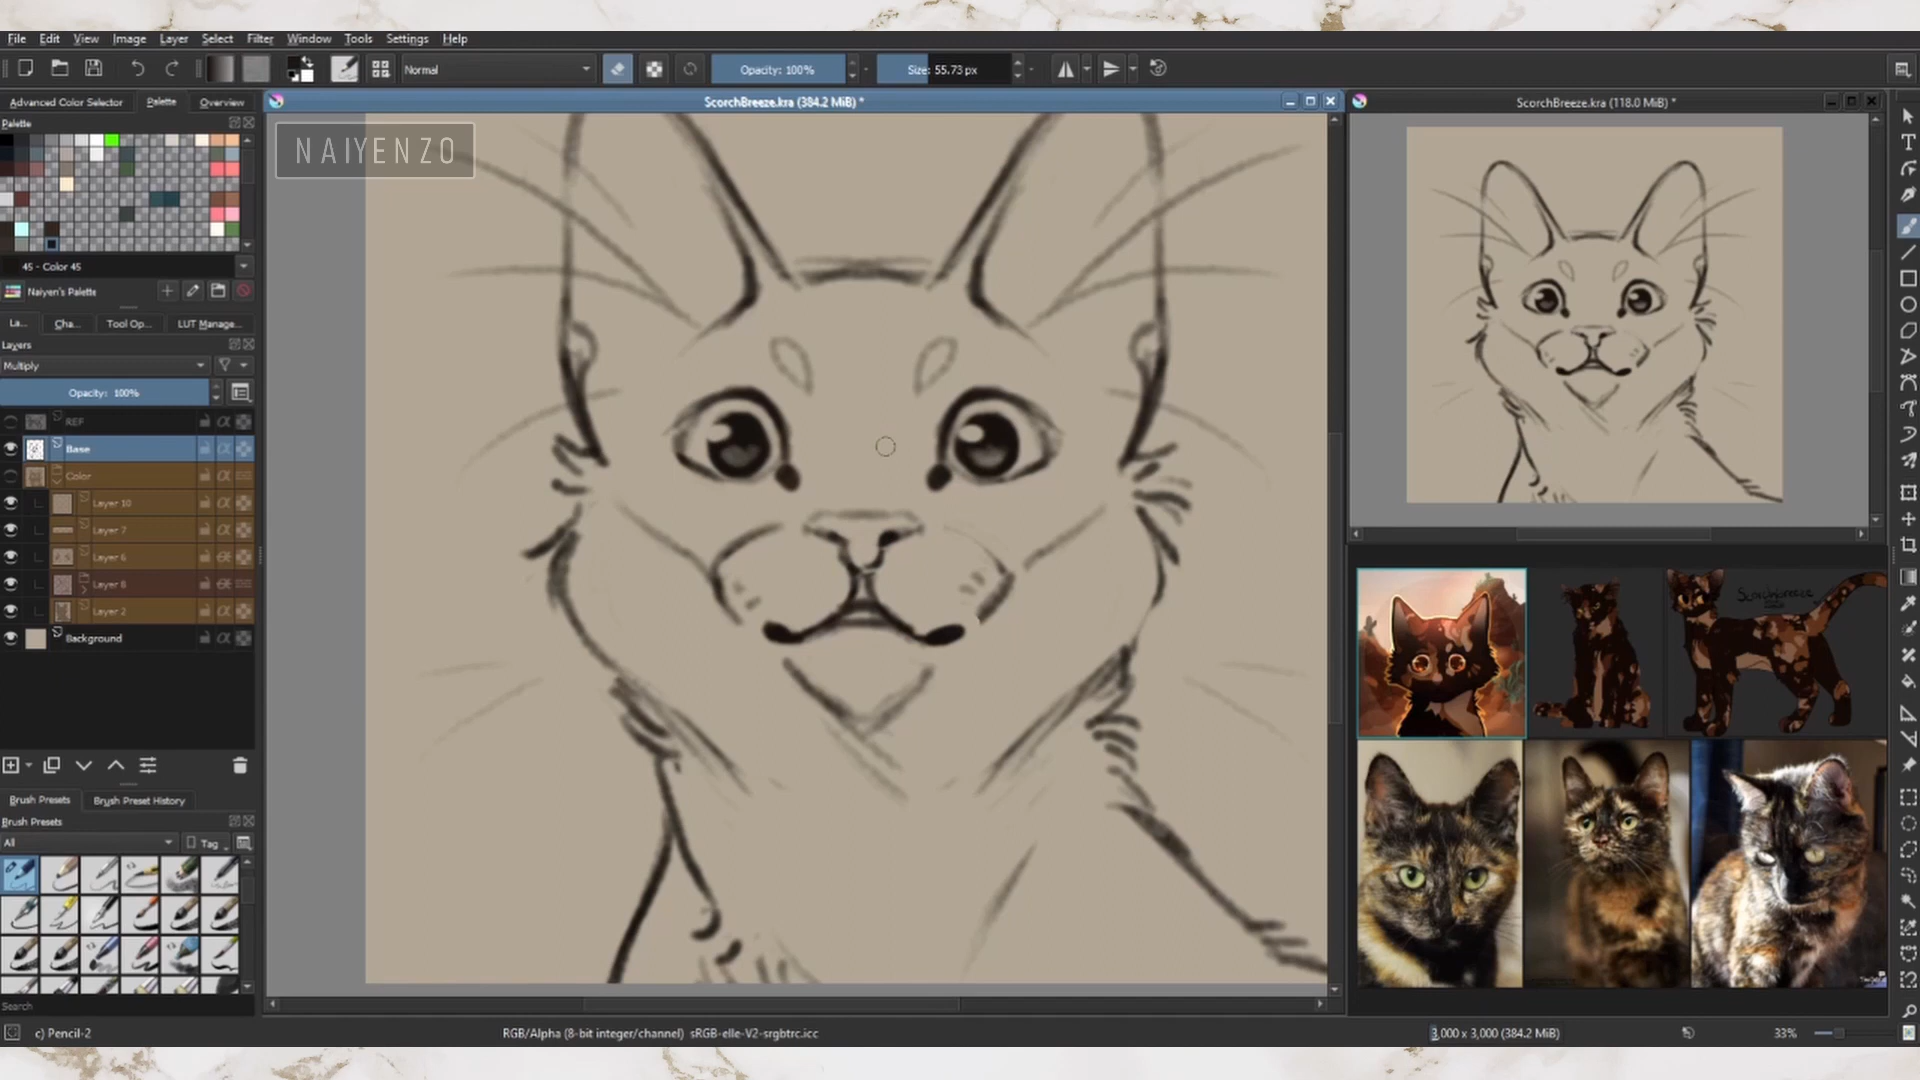 File Edit View Image Layer Select Filter Window Tools Settings Help
Normal
Opacity: 100%
Size: 55.73 px
Advanced Color Selector Palette Overview
Palette
45 - Color 45
Naiyen's Palette
La... Cha... Tool Op... LUT Manage...
Layers
Multiply
Opacity: 100%
REF
Base
Color
Layer 10
Layer 7
Layer 6
Layer 8
Layer 2
Background
Brush Presets Brush Preset History
Brush Presets
All
Tag
Search
ScorchBreeze.kra (384.2 MiB) *
NAIYENZO
ScorchBreeze.kra (118.0 MiB) *
c) Pencil-2
RGB/Alpha (8-bit integer/channel) sRGB-elle-V2-srgbtrc.icc
3,000 x 3,000 (384.2 MiB)
33%